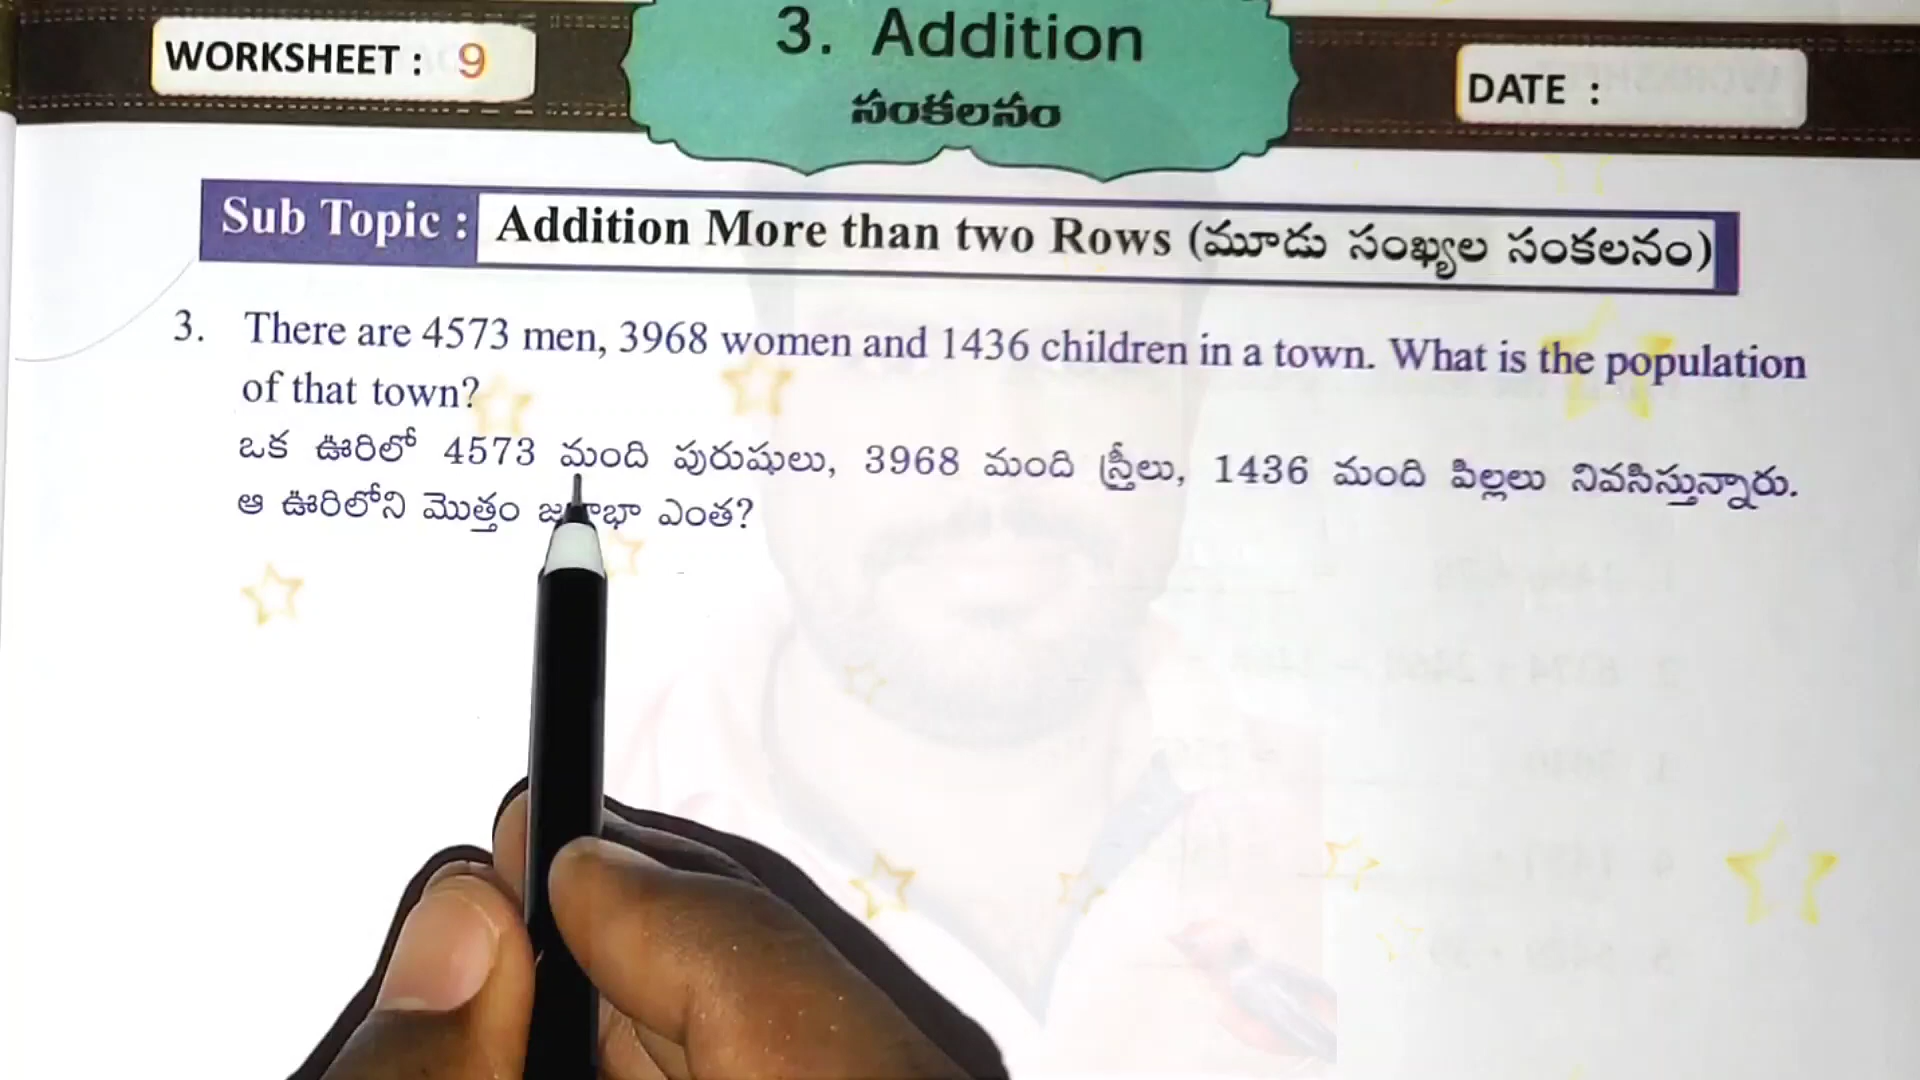 WORKSHEET : 9
3. Addition
సంకలనం
DATE :
Sub Topic : Addition More than two Rows (మూడు సంఖ్యల సంకలనం)
3. There are 4573 men, 3968 women and 1436 children in a town. What is the population
of that town?
ఒక ఊరిలో 4573 మంది పురుషులు, 3968 మంది స్త్రీలు, 1436 మంది పిల్లలు నివసిస్తున్నారు.
ఆ ఊరిలోని మొత్తం ఎంత?